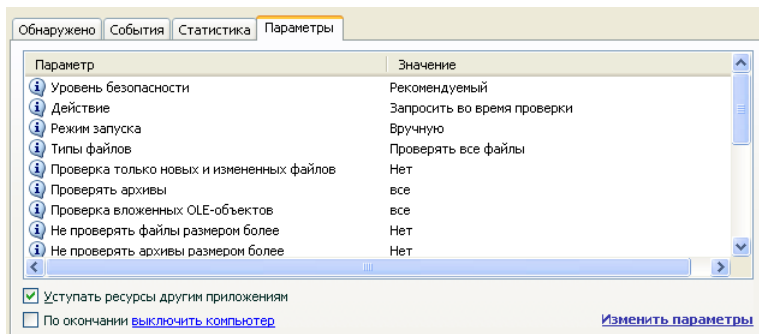 Обнаружено События Статистика Параметры
Параметр Значение
Уровень безопасности Рекомендуемый
Действие Запросить во время проверки
Режим запуска Вручную
Типы файлов Проверять все файлы
Проверка только новых и измененных файлов Нет
Проверять архивы все
Проверка вложенных OLE-объектов все
Не проверять файлы размером более Нет
Не проверять архивы размером более Нет
Уступать ресурсы другим приложениям
По окончании выключить компьютер Изменить параметры